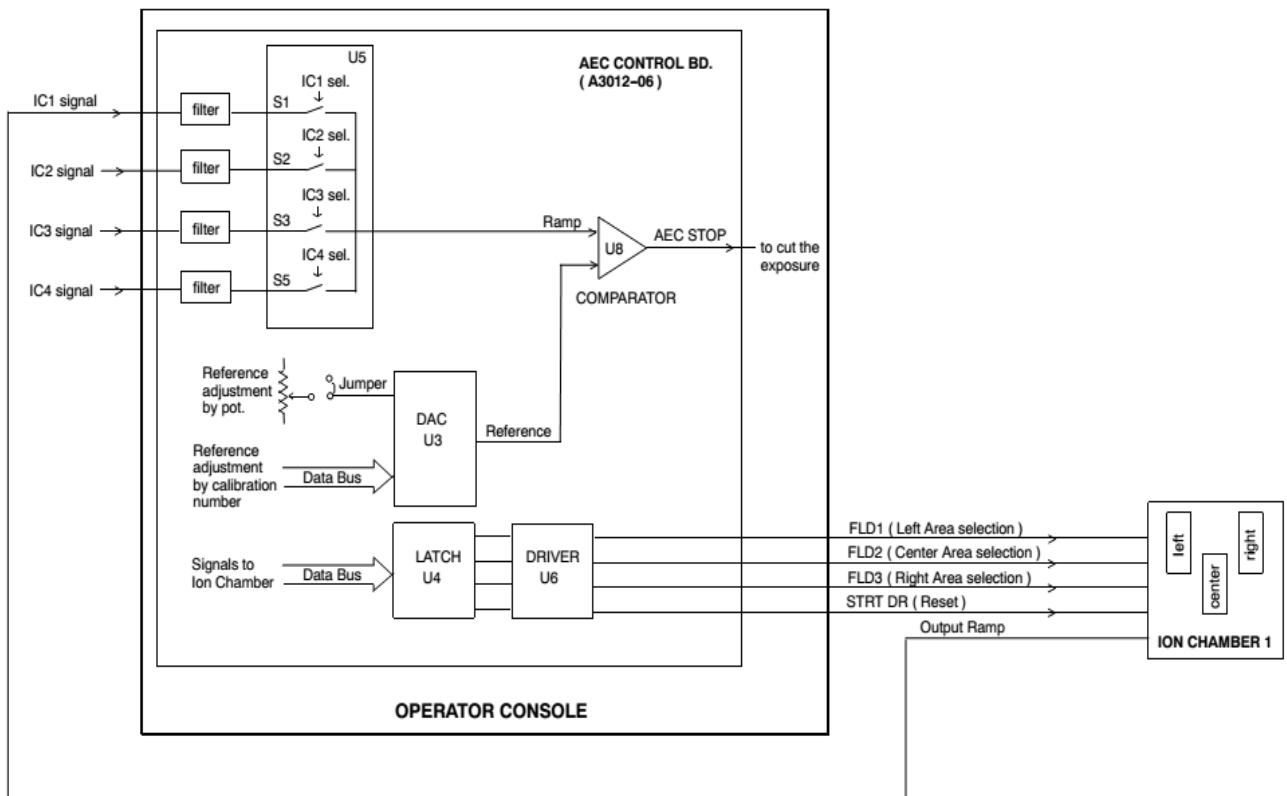 U5
AEC CONTROL BD.
( A3012-06 )
IC1 sel.
IC1 signal
filter
S1
IC2 sel.
IC2 signal
filter
S2
IC3 sel.
IC3 signal
filter
S3
Ramp
U8
AEC STOP
to cut the
exposure
IC4 sel.
IC4 signal
filter
S5
COMPARATOR
Reference
adjustment
by pot.
Jumper
DAC
U3
Reference
Reference
adjustment
by calibration
number
Data Bus
Signals to
Ion Chamber
Data Bus
LATCH
U4
DRIVER
U6
FLD1 ( Left Area selection )
FLD2 ( Center Area selection )
FLD3 ( Right Area selection )
STRT DR ( Reset )
Output Ramp
left
center
right
ION CHAMBER 1
OPERATOR CONSOLE